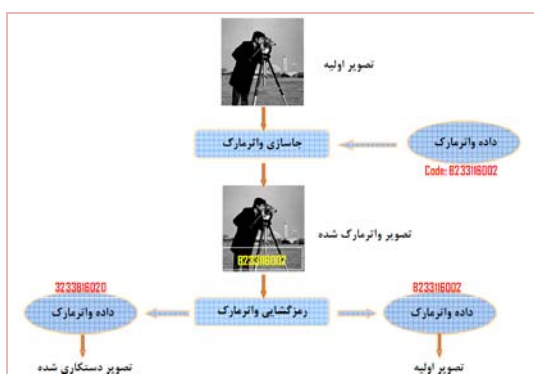 تصویر اولیه
جاسازی واترمارک
داده واترمارک
Code: 8233116002
تصویر واترمارک شده
8233116002
3233816020
8233116002
داده واترمارک
رمزگشایی واترمارک
داده واترمارک
تصویر دستکاری شده
تصویر اولیه